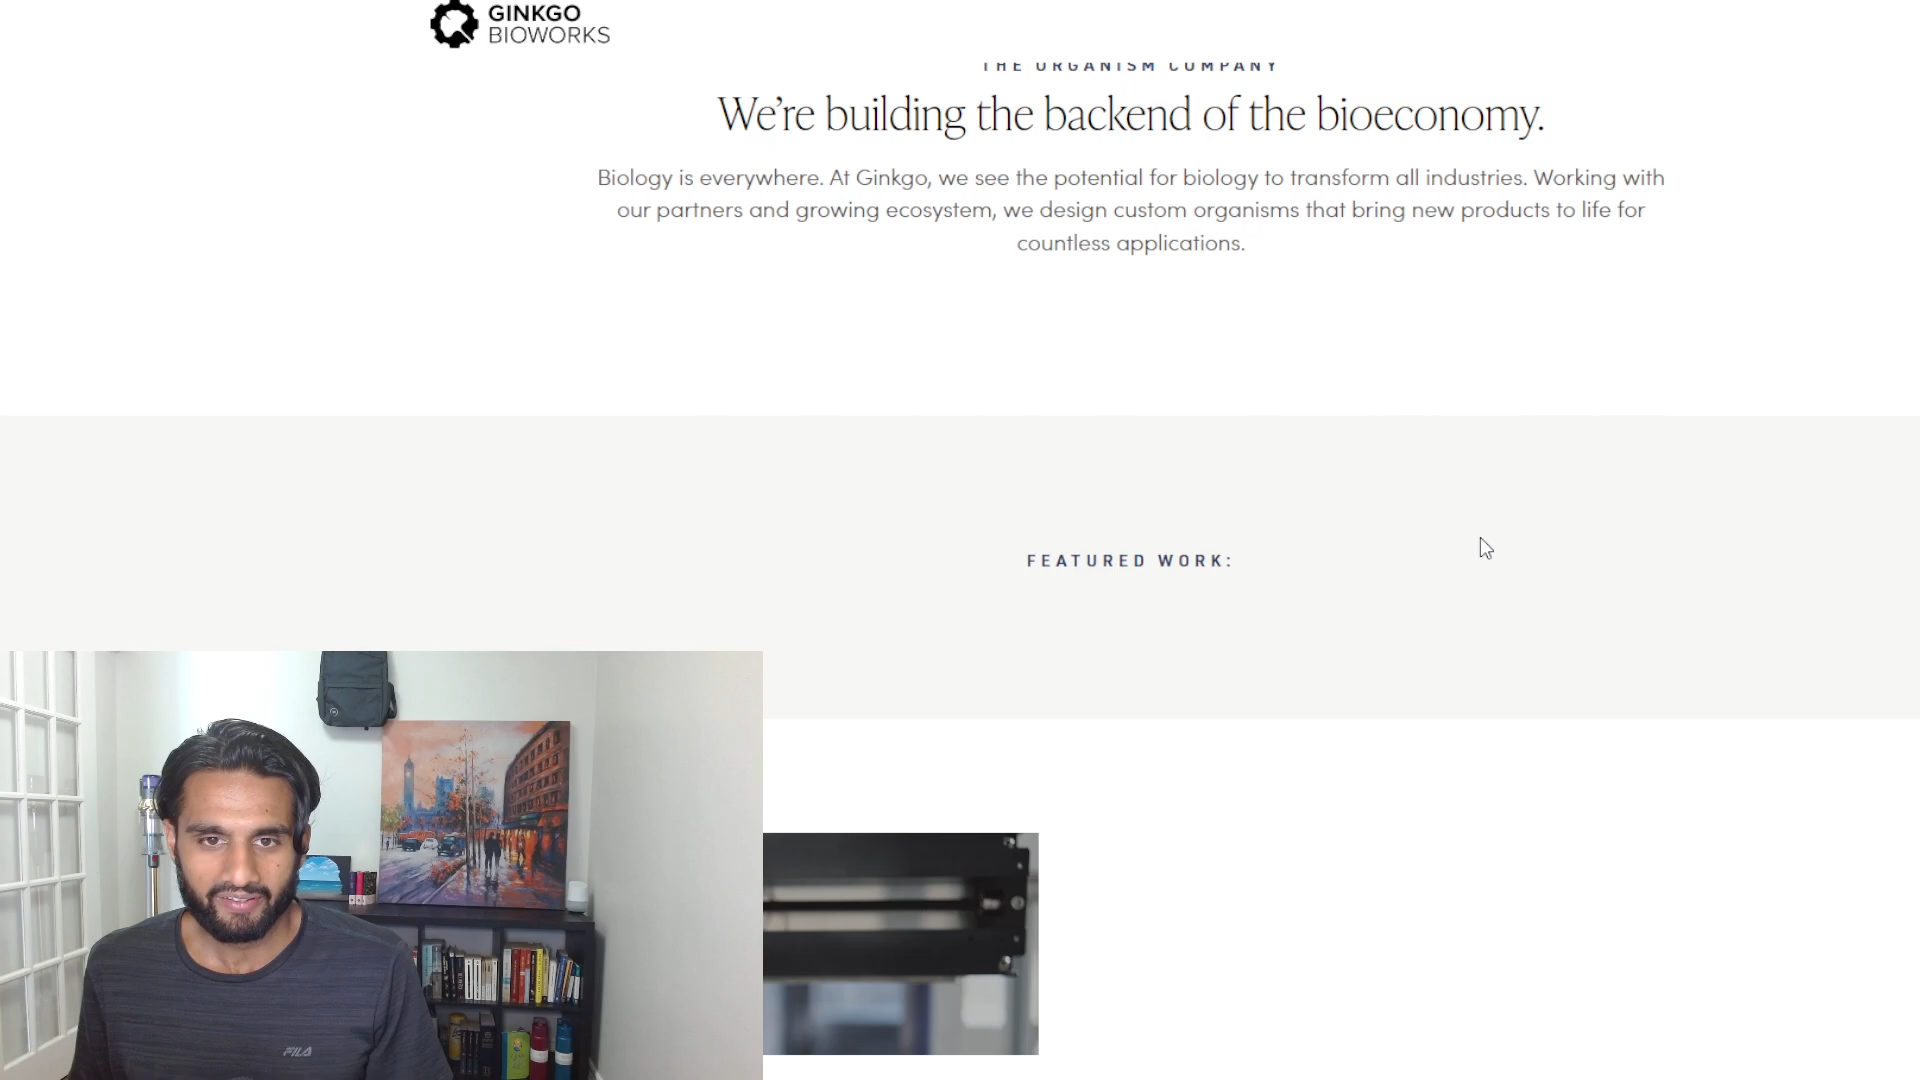 GINKGO
BIOWORKS
THE ORGANISM COMPANY
We’re building the backend of the bioeconomy.
Biology is everywhere. At Ginkgo, we see the potential for biology to transform all industries. Working with
our partners and growing ecosystem, we design custom organisms that bring new products to life for
countless applications.
FEATURED WORK:
FILA